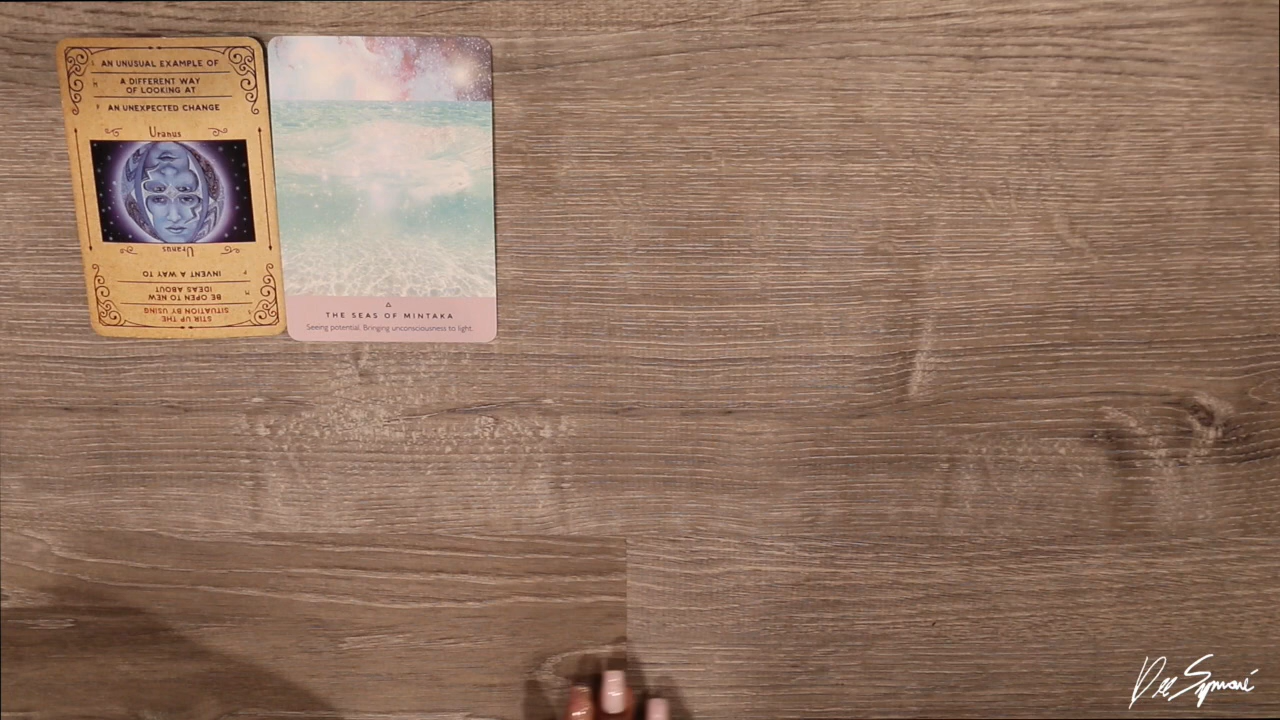 AN UNUSUAL EXAMPLE OF
A DIFFERENT WAY
OF LOOKING AT
AN UNEXPECTED CHANGE
Uranus
Uranus
INVENT A WAY TO
BE OPEN TO NEW
IDEAS ABOUT
STIR UP THE
SITUATION BY USING
THE SEAS OF MINTAKA
Seeing potential. Bringing unconsciousness to light.